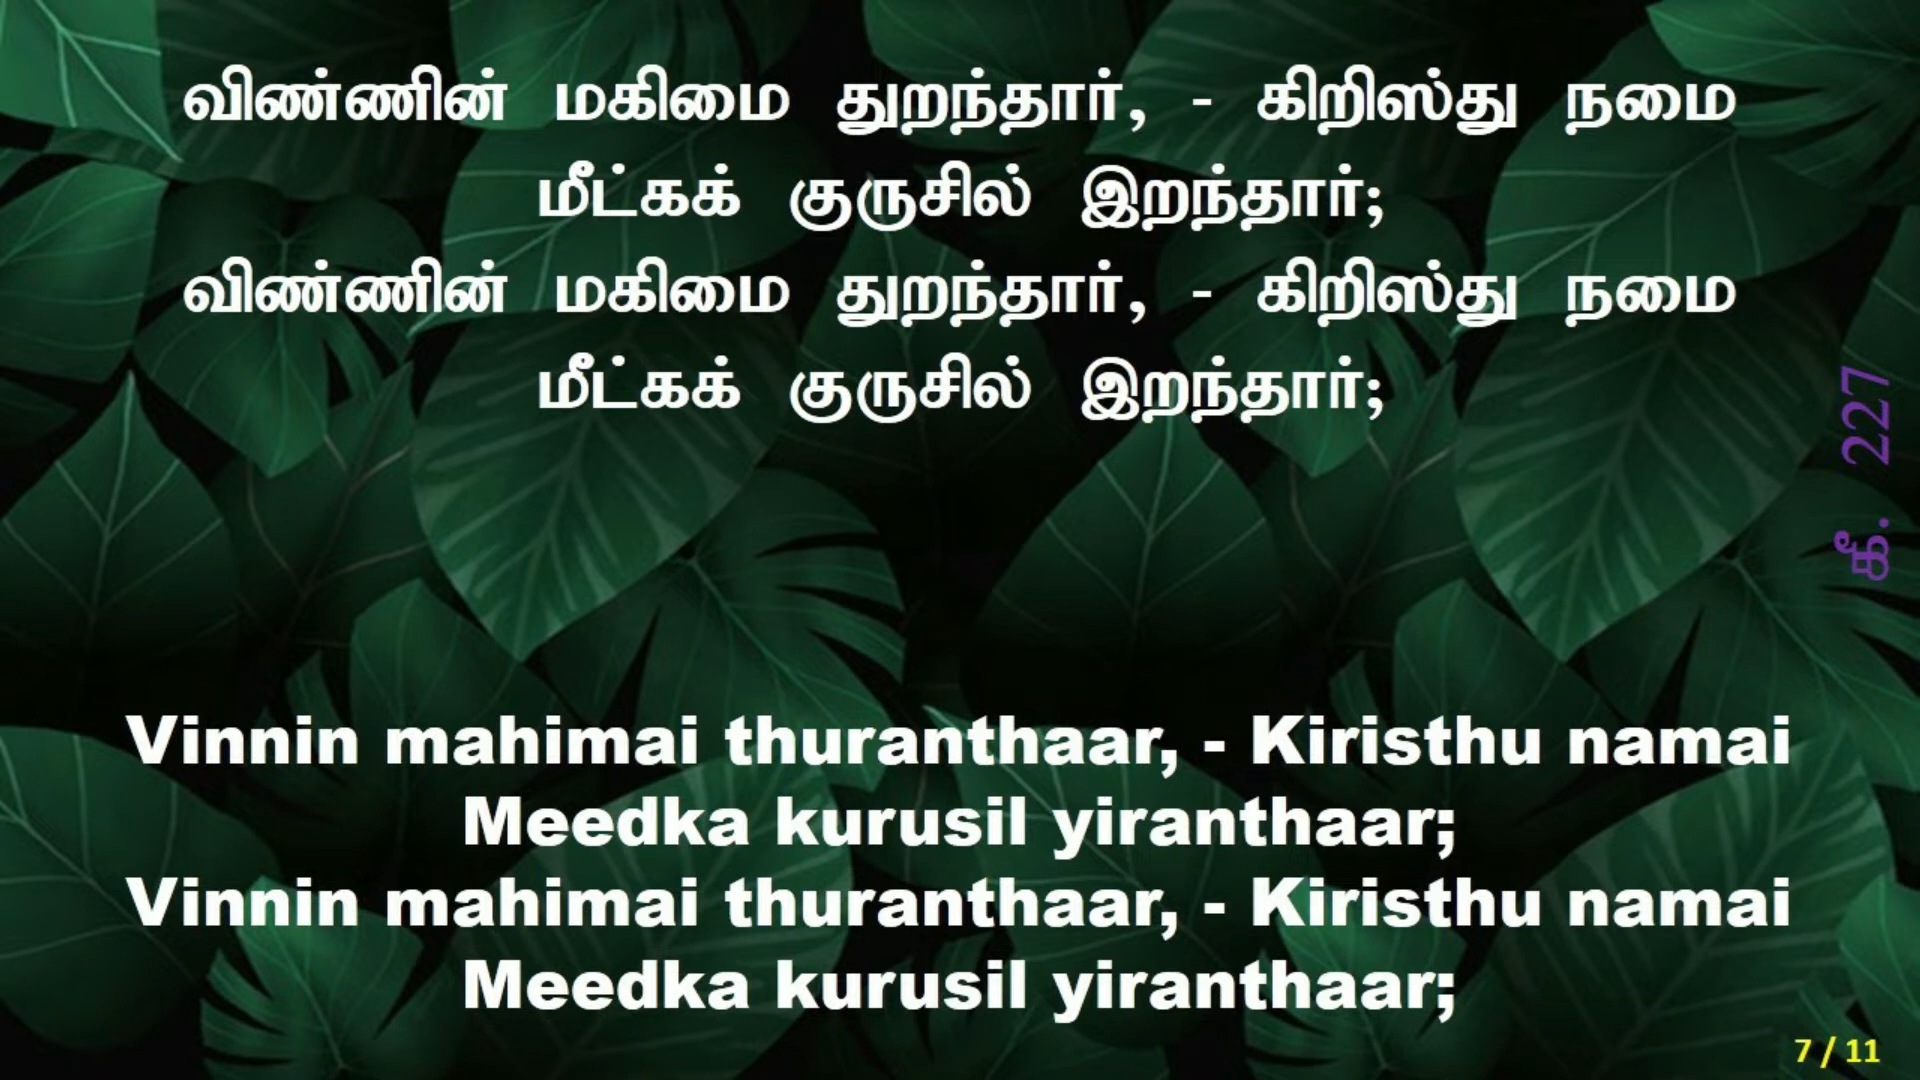 விண்ணின் மகிமை துறந்தார், - கிறிஸ்து நமை
மீட்கக் குருசில் இறந்தார்;
விண்ணின் மகிமை துறந்தார், - கிறிஸ்து நமை
மீட்கக் குருசில் இறந்தார்;
கீ. 227
Vinnin mahimai thuranthaar, - Kiristhu namai
Meedka kurusil yiranthaar;
Vinnin mahimai thuranthaar, - Kiristhu namai
Meedka kurusil yiranthaar;
7 / 11